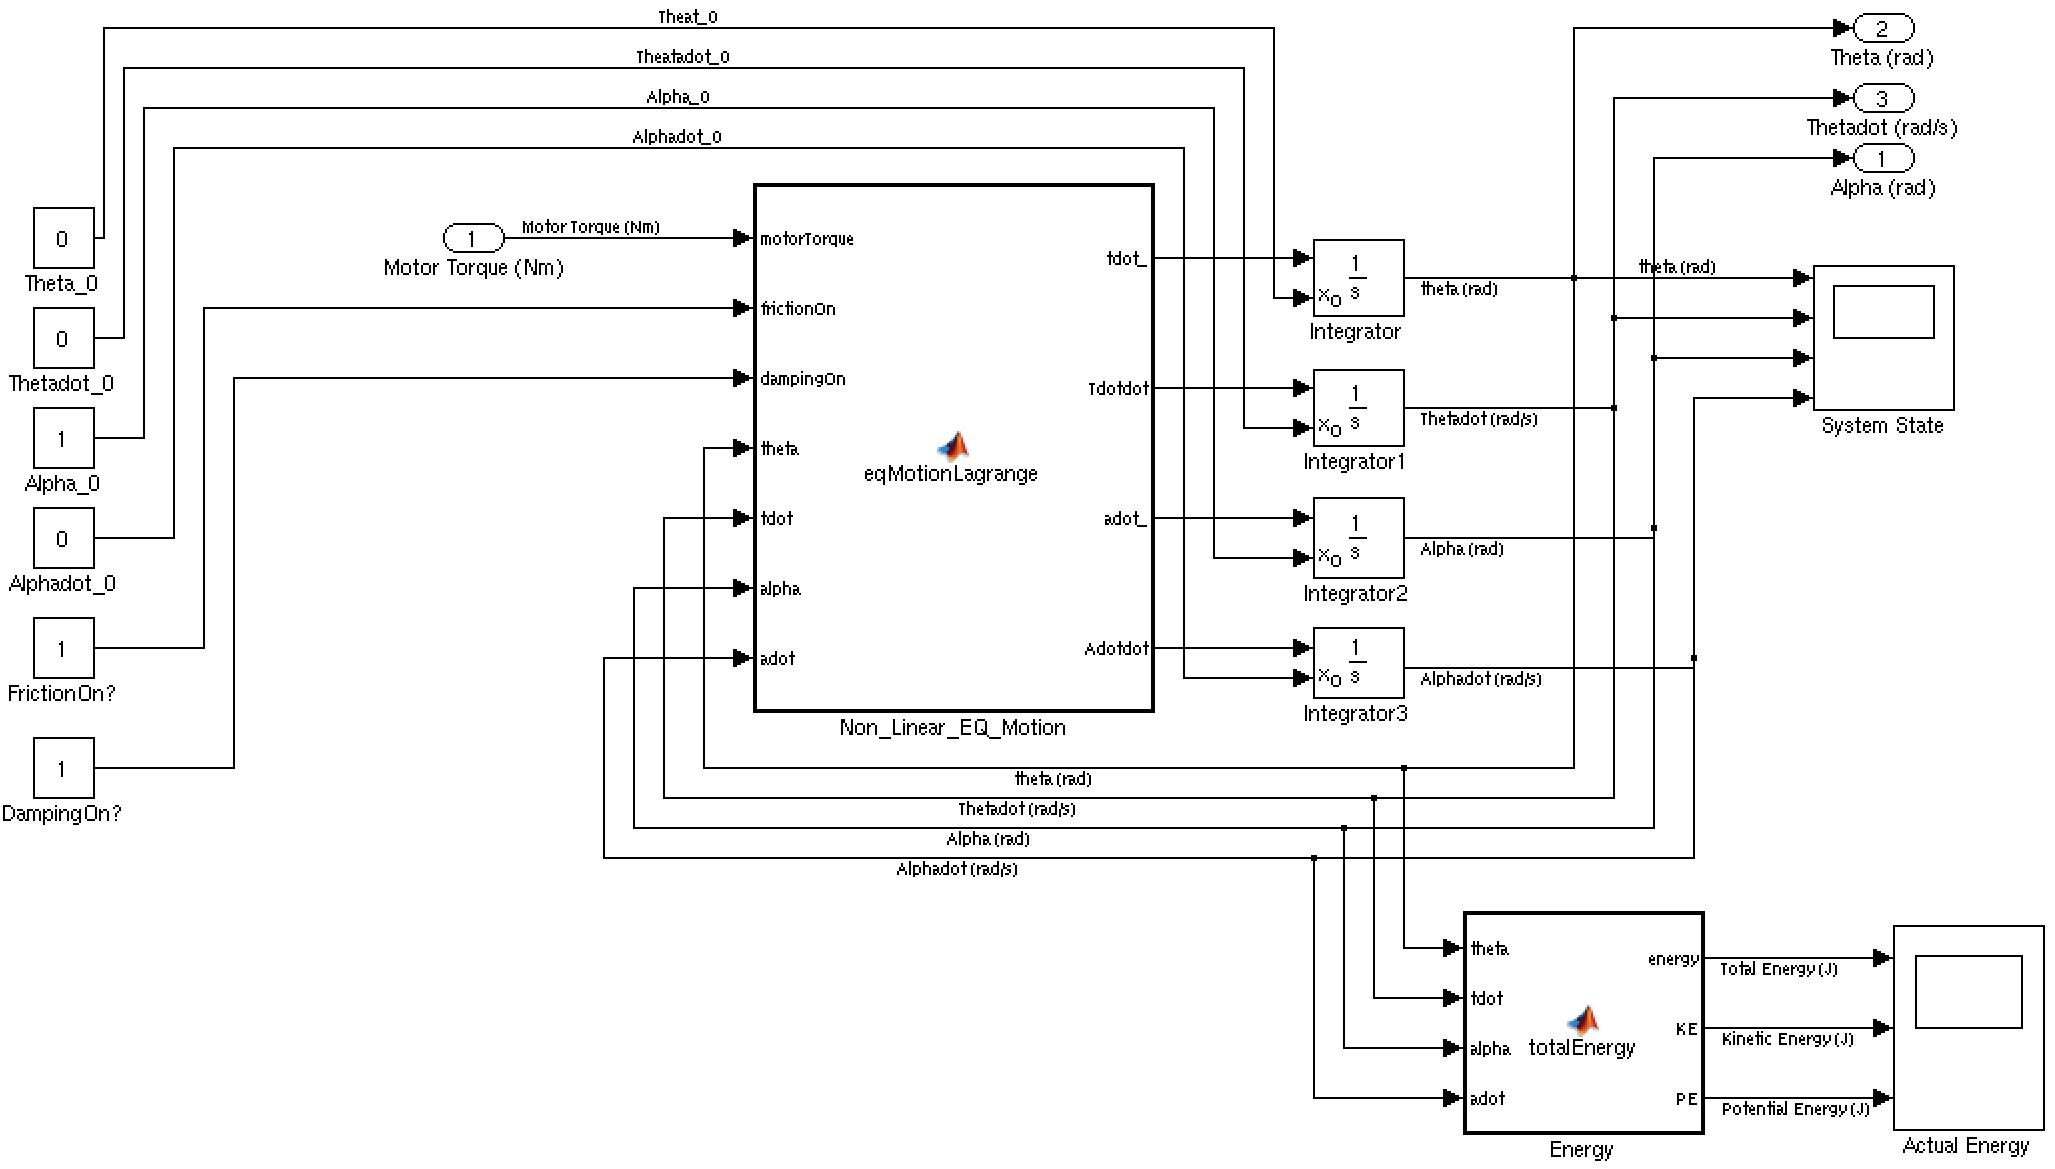 Theat_0
Theatadot_0
Alpha_0
Alphadot_0
2
Theta (rad)
3
Thetadot (rad/s)
1
Alpha (rad)
0
Theta_0
0
Thetadot_0
1
Alpha_0
0
Alphadot_0
1
FrictionOn?
1
DampingOn?
1
Motor Torque (Nm)
Motor Torque (Nm)
motorTorque
frictionOn
dampingOn
theta
tdot
alpha
adot
eqMotionLagrange
tdot_
Tdotdot
adot_
Adotdot
Non_Linear_EQ_Motion
1
s
xo
Integrator
theta (rad)
theta (rad)
1
s
xo
Integrator1
Thetadot (rad/s)
1
s
xo
Integrator2
Alpha (rad)
1
s
xo
Integrator3
Alphadot (rad/s)
System State
theta (rad)
Thetadot (rad/s)
Alpha (rad)
Alphadot (rad/s)
theta
tdot
alpha
adot
totalEnergy
energy
KE
PE
Energy
Total Energy (J)
Kinetic Energy (J)
Potential Energy (J)
Actual Energy